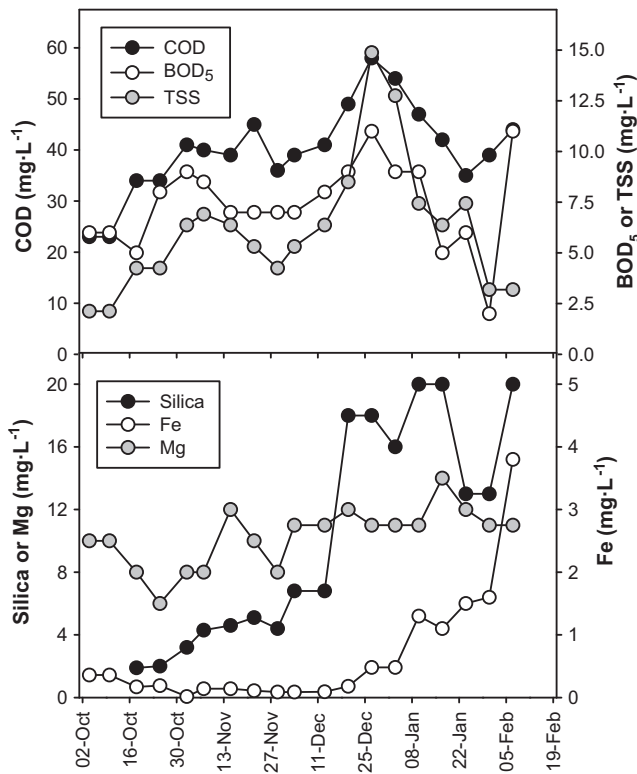 COD
BOD5
TSS
COD (mg·L-1)
60
50
40
30
20
10
0
15.0
12.5
10.0
7.5
5.0
2.5
0.0
BOD5 or TSS (mg·L-1)
Silica
Fe
Mg
Silica or Mg (mg·L-1)
20
16
12
8
4
0
5
4
3
2
1
0
Fe (mg·L-1)
02-Oct
16-Oct
30-Oct
13-Nov
27-Nov
11-Dec
25-Dec
08-Jan
22-Jan
05-Feb
19-Feb